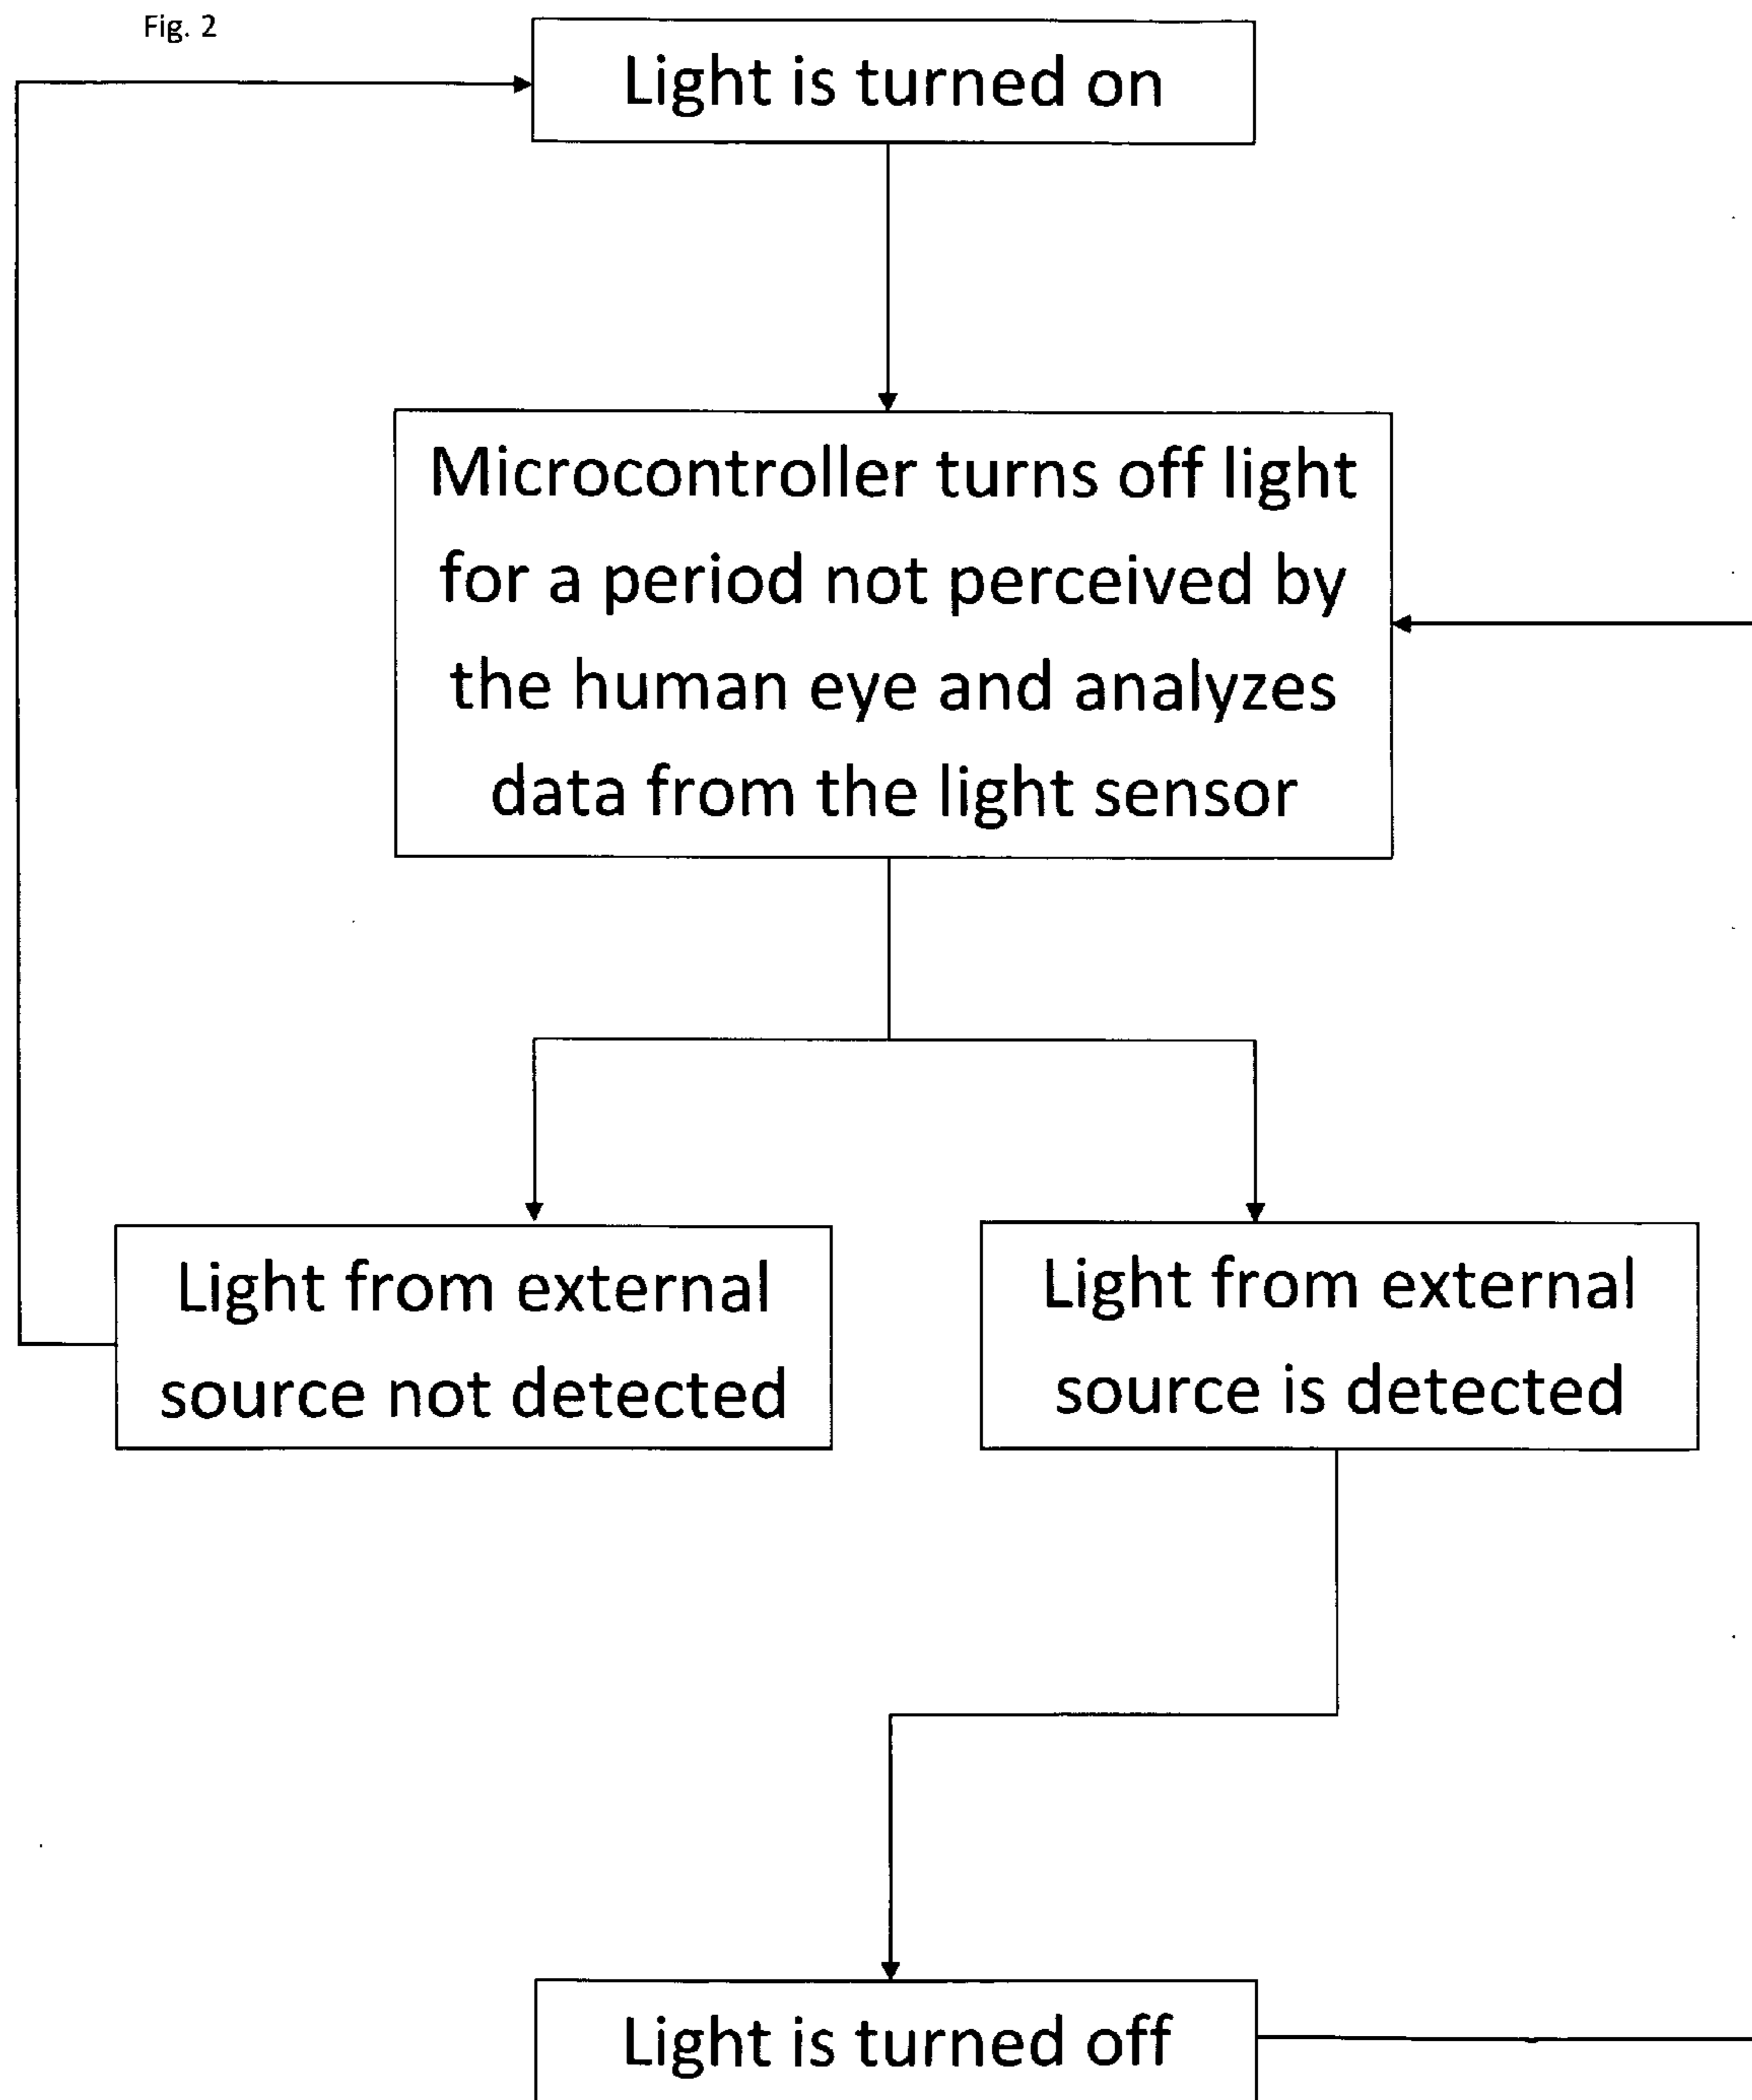 Fig. 2
Light is turned on
Microcontroller turns off light
for a period not perceived by
the human eye and analyzes
data from the light sensor
Light from external
source not detected
Light from external
source is detected
Light is turned off